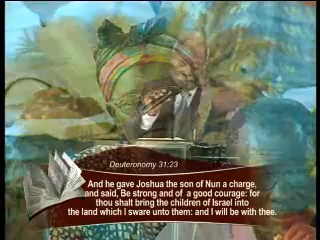 Deuteronomy 31:23
And he gave Joshua the son of Nun a charge,
and said, Be strong and of a good courage: for
thou shalt bring the children of Israel into
the land which I sware unto them: and I will be with thee.